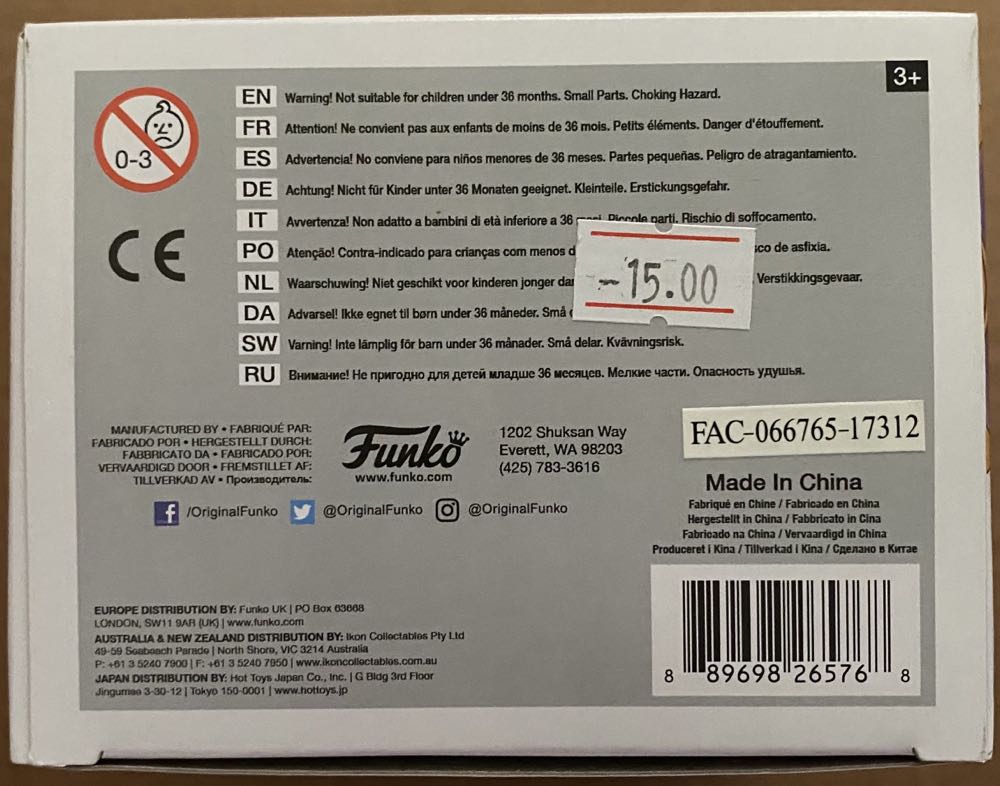 3+
0-3
EN Warning! Not suitable for children under 36 months. Small Parts. Choking Hazard.
FR Attention! Ne convient pas aux enfants de moins de 36 mois. Petits éléments. Danger d'étouffement.
ES Advertencia! No conviene para niños menores de 36 meses. Partes pequeñas. Peligro de atragantamiento.
DE Achtung! Nicht für Kinder unter 36 Monaten geeignet. Kleinteile. Erstickungsgefahr.
IT Avvertenza! Non adatto a bambini di età inferiore a 36 mesi. Piccole parti. Rischio di soffocamento.
CE
PO Atenção! Contra-indicado para crianças com menos de asfixia.
NL Waarschuwing! Niet geschikt voor kinderen jonger Verstikkingsgevaar.
-15.00
DA Advarsel! Ikke egnet til børn under 36 måneder. Små
SW Varning! Inte lämplig för barn under 36 månader. Små delar. Kvävningsrisk.
RU Внимание! Не пригодно для детей младше 36 месяцев. Мелкие части. Опасность удушья.
MANUFACTURED BY • FABRIQUÉ PAR:
FABRICADO POR • HERGESTELLT DURCH:
FABBRICATO DA • FABRICADO POR:
VERVAARDIGD DOOR • FREMSTILLET AF:
TILLVERKAD AV • Производитель:
Funko
www.funko.com
1202 Shuksan Way
Everett, WA 98203
(425) 783-3616
/OriginalFunko @OriginalFunko @OriginalFunko
FAC-066765-17312
Made In China
Fabriqué en Chine / Fabricado en China
Hergestellt in China / Fabbricato in Cina
Fabricado na China / Vervaardigd in China
Produceret i Kina / Tillverkad i Kina / Сделано в Китае
EUROPE DISTRIBUTION BY: Funko UK | PO Box 63668
LONDON, SW11 9AR (UK) | www.funko.com
AUSTRALIA & NEW ZEALAND DISTRIBUTION BY: Ikon Collectables Pty Ltd
49-59 Seabeach Parade | North Shore, VIC 3214 Australia
P: +61 3 5240 7900 | F: +61 3 5240 7950 | www.ikoncollectables.com.au
JAPAN DISTRIBUTION BY: Hot Toys Japan Co., Inc. | G Bldg 3rd Floor
Jingumae 3-30-12 | Tokyo 150-0001 | www.hottoys.jp
8 89698 26576 8